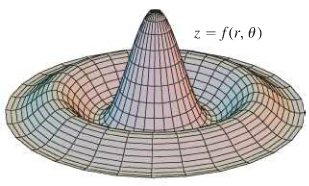 z = f(r, θ)